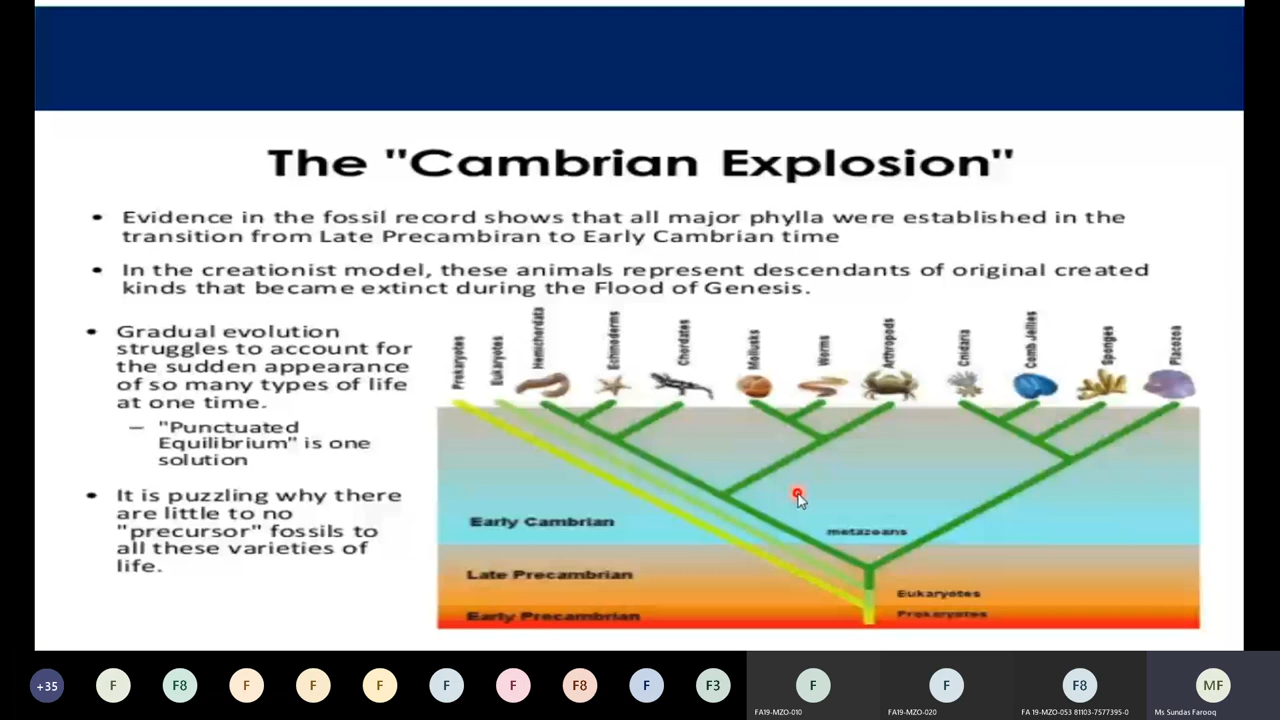 The "Cambrian Explosion"
• Evidence in the fossil record shows that all major phylla were established in the
transition from Late Precambiran to Early Cambrian time
• In the creationist model, these animals represent descendants of original created
kinds that became extinct during the Flood of Genesis.
• Gradual evolution
struggles to account for
the sudden appearance
of so many types of life
at one time.
– "Punctuated
Equilibrium" is one
solution
• It is puzzling why there
are little to no
"precursor" fossils to
all these varieties of
life.
Prokaryotes
Eukaryotes
Hemichordata
Echinoderms
Chordates
Mollusks
Worms
Arthropods
Cnidaria
Comb Jellies
Sponges
Placozoa
Early Cambrian
metazoans
Late Precambrian
Eukaryotes
Early Precambrian
Prokaryotes
+35
F
F8
F
F
F
F
F
F8
F
F3
F
F
F8
MF
FA19-MZO-010
FA19-MZO-020
FA 19-MZO-053 81103-7577395-0
Ms Sundas Farooq